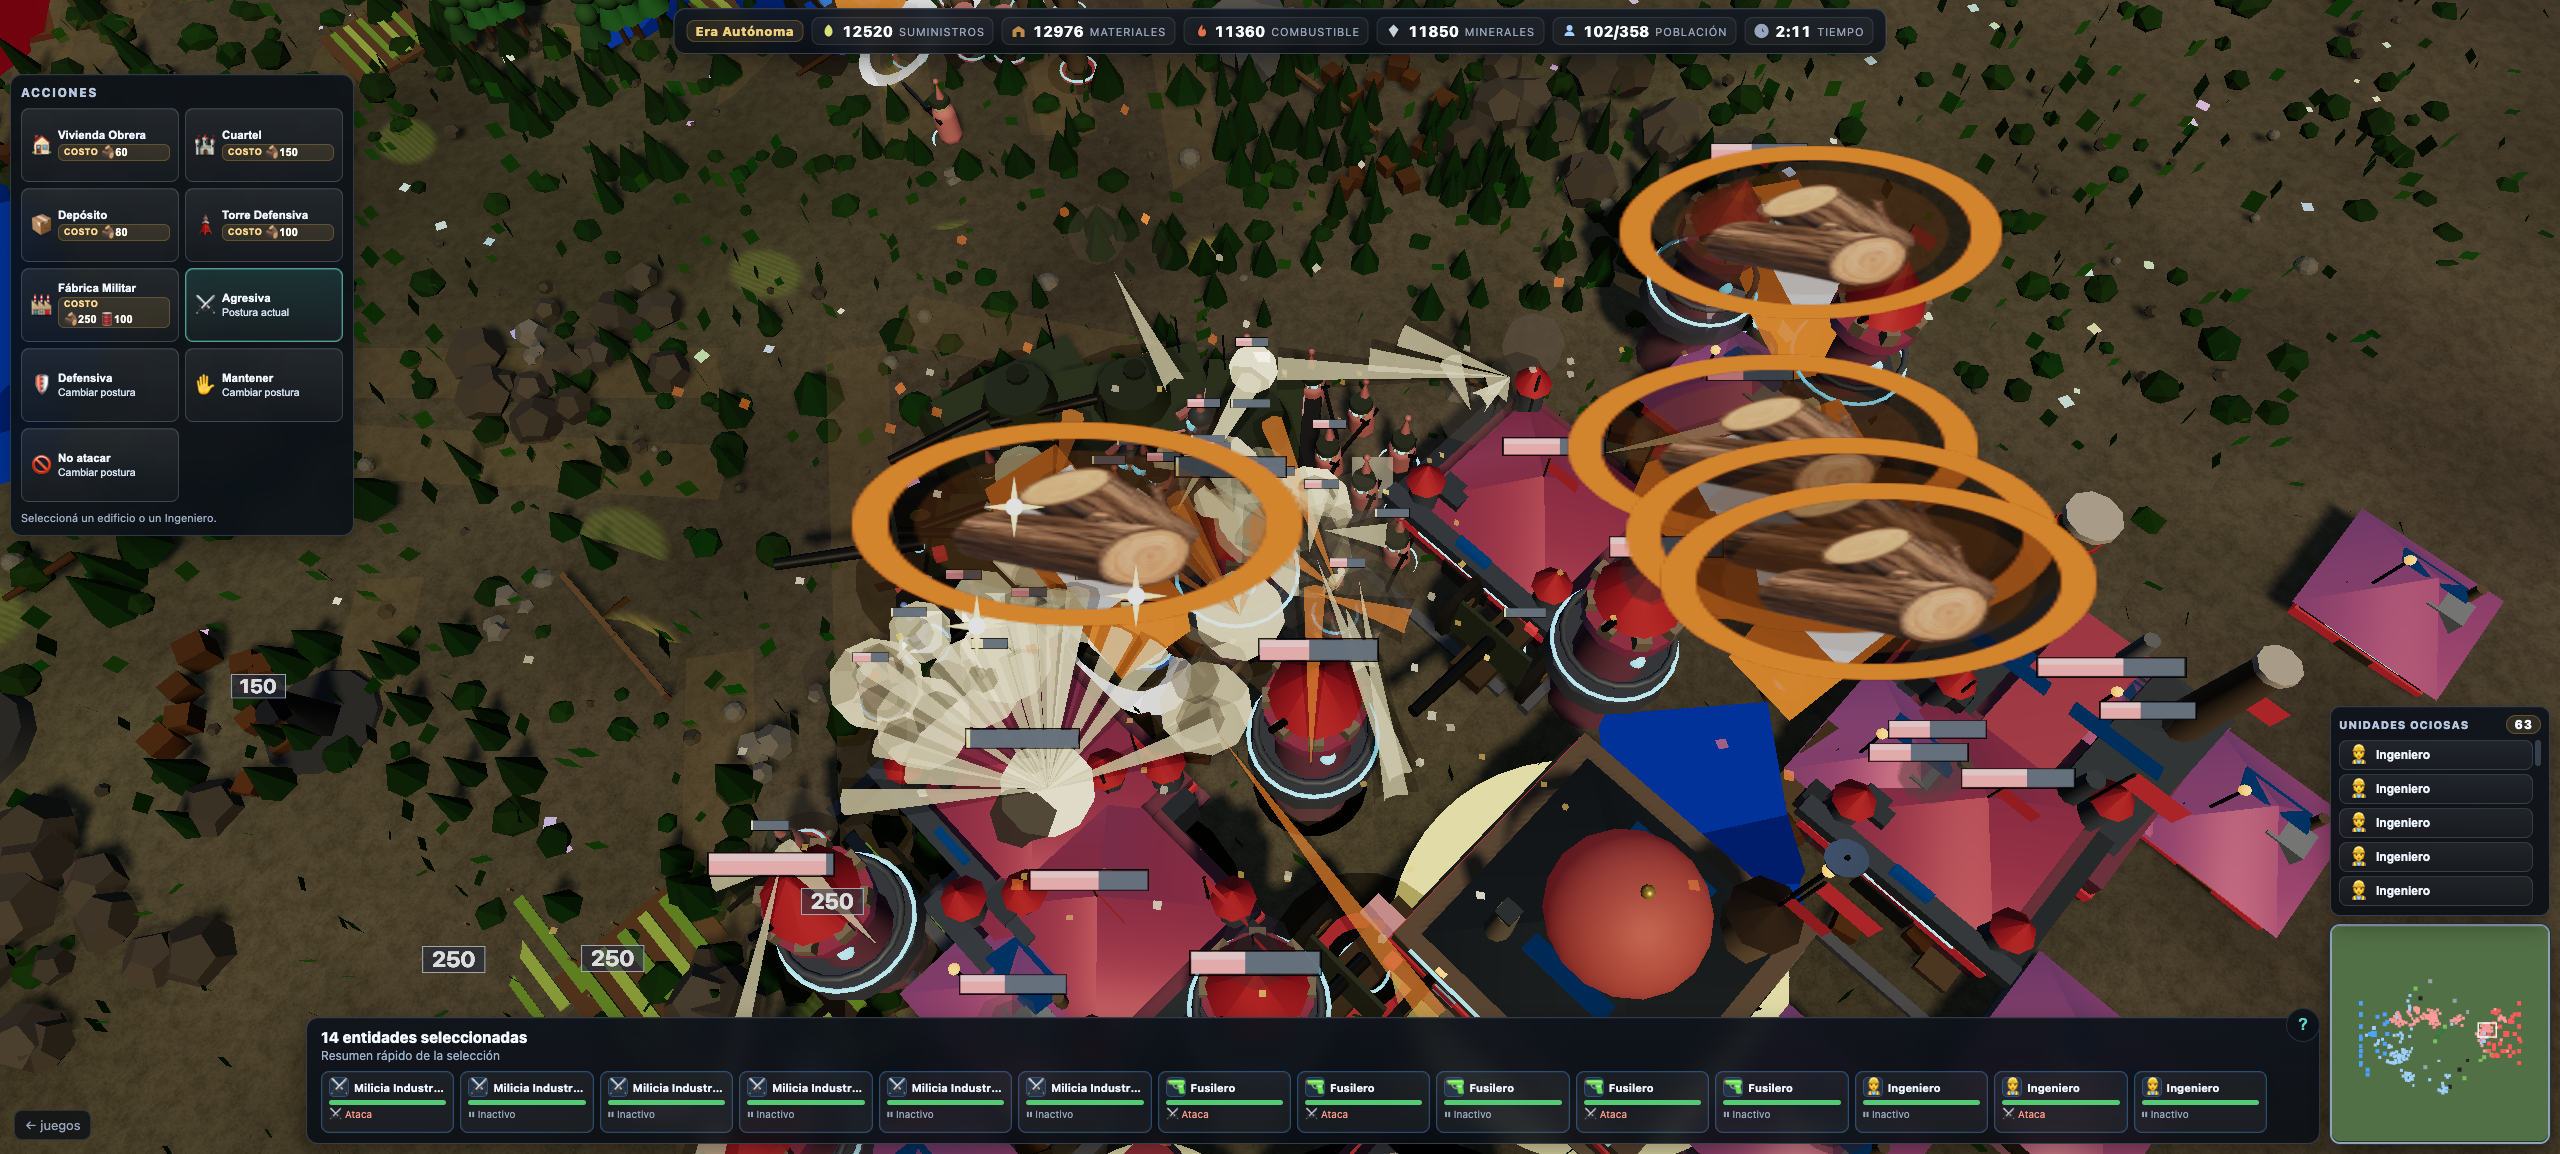 Era Autónoma
12520 SUMINISTROS
12976 MATERIALES
11360 COMBUSTIBLE
11850 MINERALES
102/358 POBLACIÓN
2:11 TIEMPO
ACCIONES
Vivienda Obrera
COSTO 60
Cuartel
COSTO 150
Depósito
COSTO 80
Torre Defensiva
COSTO 100
Fábrica Militar
COSTO
250 100
Agresiva
Postura actual
Defensiva
Cambiar postura
Mantener
Cambiar postura
No atacar
Cambiar postura
Seleccioná un edificio o un Ingeniero.
150
250
250
250
UNIDADES OCIOSAS 63
Ingeniero
Ingeniero
Ingeniero
Ingeniero
Ingeniero
14 entidades seleccionadas
Resumen rápido de la selección
?
Milicia Industr...
Ataca
Milicia Industr...
Inactivo
Milicia Industr...
Inactivo
Milicia Industr...
Inactivo
Milicia Industr...
Inactivo
Milicia Industr...
Inactivo
Fusilero
Ataca
Fusilero
Ataca
Fusilero
Inactivo
Fusilero
Ataca
Fusilero
Inactivo
Ingeniero
Inactivo
Ingeniero
Ataca
Ingeniero
Inactivo
← juegos